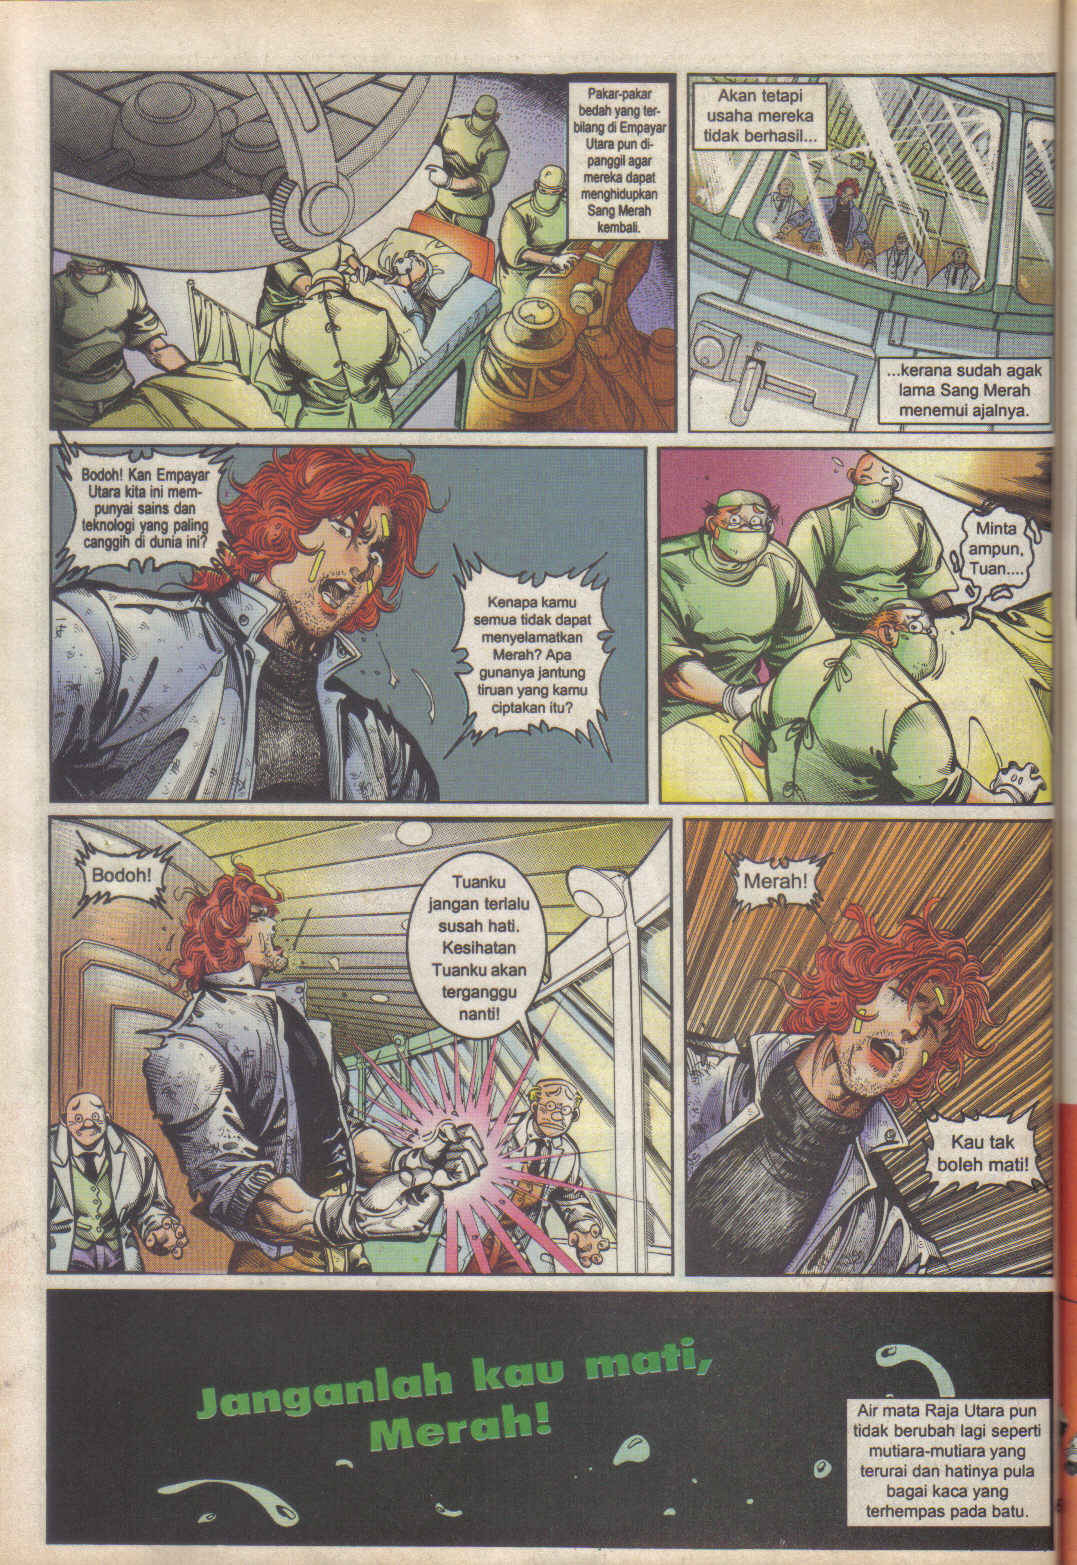 Pakar-pakar
bedah yang ter-
bilang di Empayar
Utara pun di-
panggil agar
mereka dapat
menghidupkan
Sang Merah
kembali.
Akan tetapi
usaha mereka
tidak berhasil...
...kerana sudah agak
lama Sang Merah
menemui ajalnya.
Bodoh! Kan Empayar
Utara kita ini mem-
punyai sains dan
teknologi yang paling
canggih di dunia ini?
Kenapa kamu
semua tidak dapat
menyelamatkan
Merah? Apa
gunanya jantung
tiruan yang kamu
ciptakan itu?
Minta
ampun,
Tuan....
Bodoh!
Tuanku
jangan terlalu
susah hati.
Kesihatan
Tuanku akan
terganggu
nanti!
Merah!
Kau tak
boleh mati!
Janganlah kau mati,
Merah!
Air mata Raja Utara pun
tidak berubah lagi seperti
mutiara-mutiara yang
terurai dan hatinya pula
bagai kaca yang
terhempas pada batu.